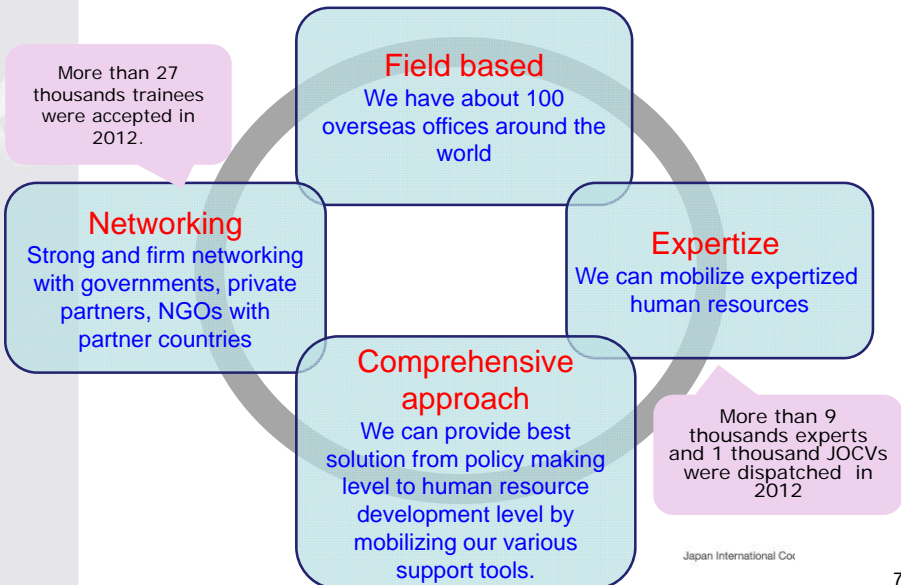 More than 27
thousands trainees
were accepted in
2012.
Field based
We have about 100
overseas offices around the
world
Networking
Strong and firm networking
with governments, private
partners, NGOs with
partner countries
Expertize
We can mobilize expertized
human resources
Comprehensive
approach
We can provide best
solution from policy making
level to human resource
development level by
mobilizing our various
support tools.
More than 9
thousands experts
and 1 thousand JOCVs
were dispatched in
2012
Japan International
7